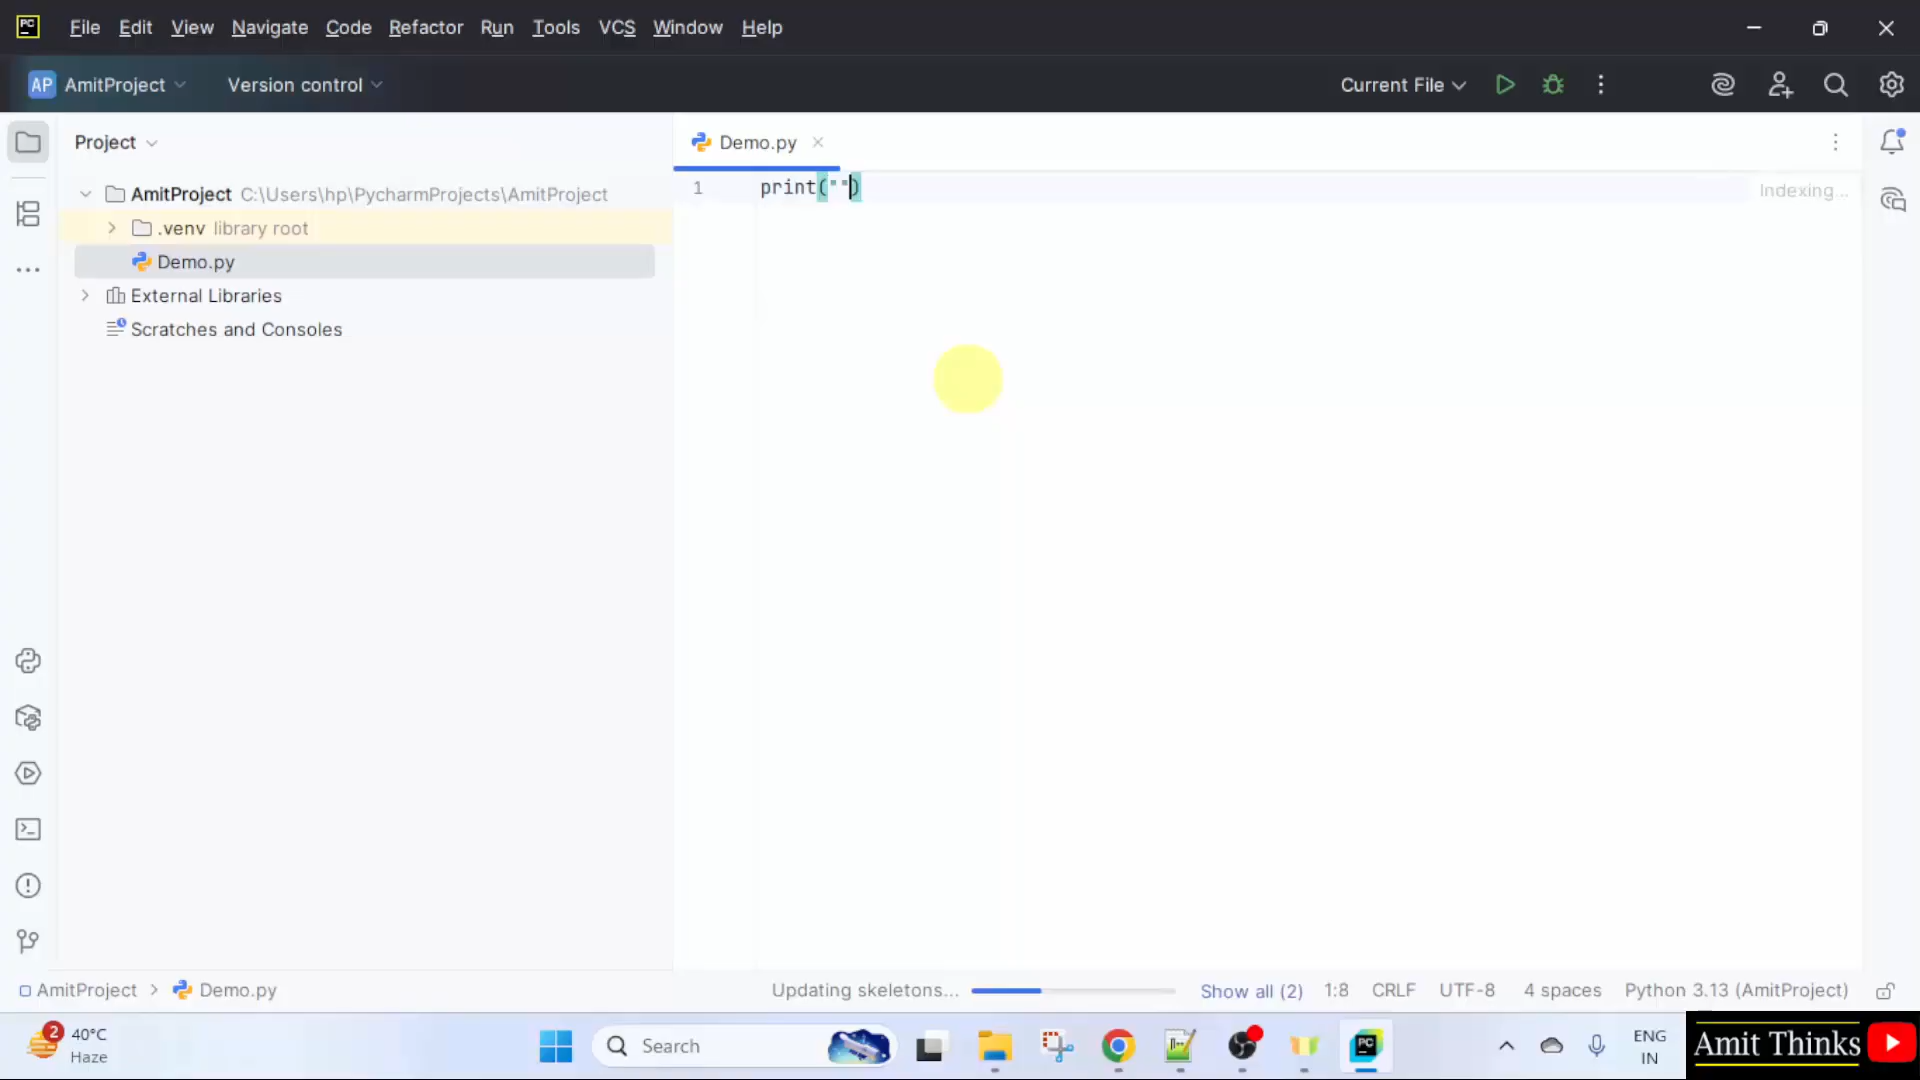 PC File Edit View Navigate Code Refactor Run Tools VCS Window Help
AP AmitProject Version control Current File
Project
Demo.py
AmitProject C:\Users\hp\PycharmProjects\AmitProject
.venv library root
Demo.py
External Libraries
Scratches and Consoles
1 print("")
Indexing...
AmitProject > Demo.py
Updating skeletons... Show all (2) 1:8 CRLF UTF-8 4 spaces Python 3.13 (AmitProject)
2 40°C
Haze
Search
PC
ENG
IN
Amit Thinks